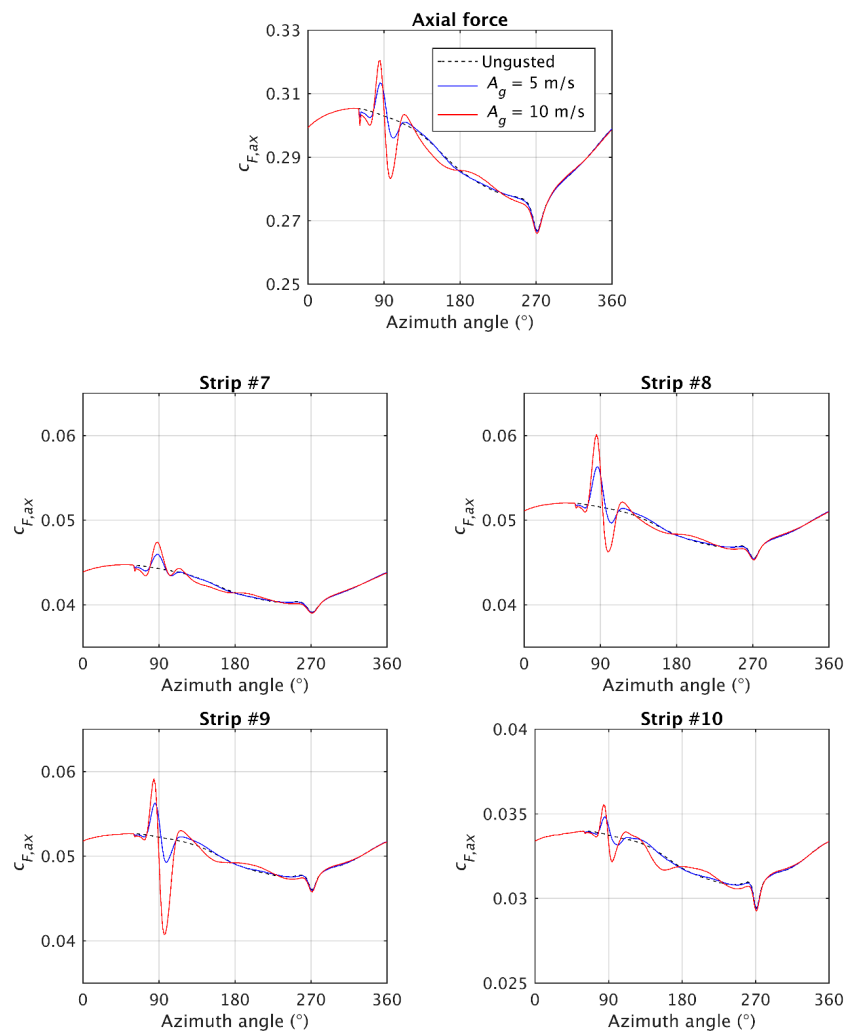 Axial force
0.33
0.31
0.29
0.27
0.25
c_F,ax
Ungusted
A_g = 5 m/s
A_g = 10 m/s
0 90 180 270 360
Azimuth angle (°)
Strip #7
0.06
0.05
0.04
c_F,ax
0 90 180 270 360
Azimuth angle (°)
Strip #8
0.06
0.05
0.04
c_F,ax
0 90 180 270 360
Azimuth angle (°)
Strip #9
0.06
0.05
0.04
c_F,ax
0 90 180 270 360
Azimuth angle (°)
Strip #10
0.04
0.035
0.03
0.025
c_F,ax
0 90 180 270 360
Azimuth angle (°)